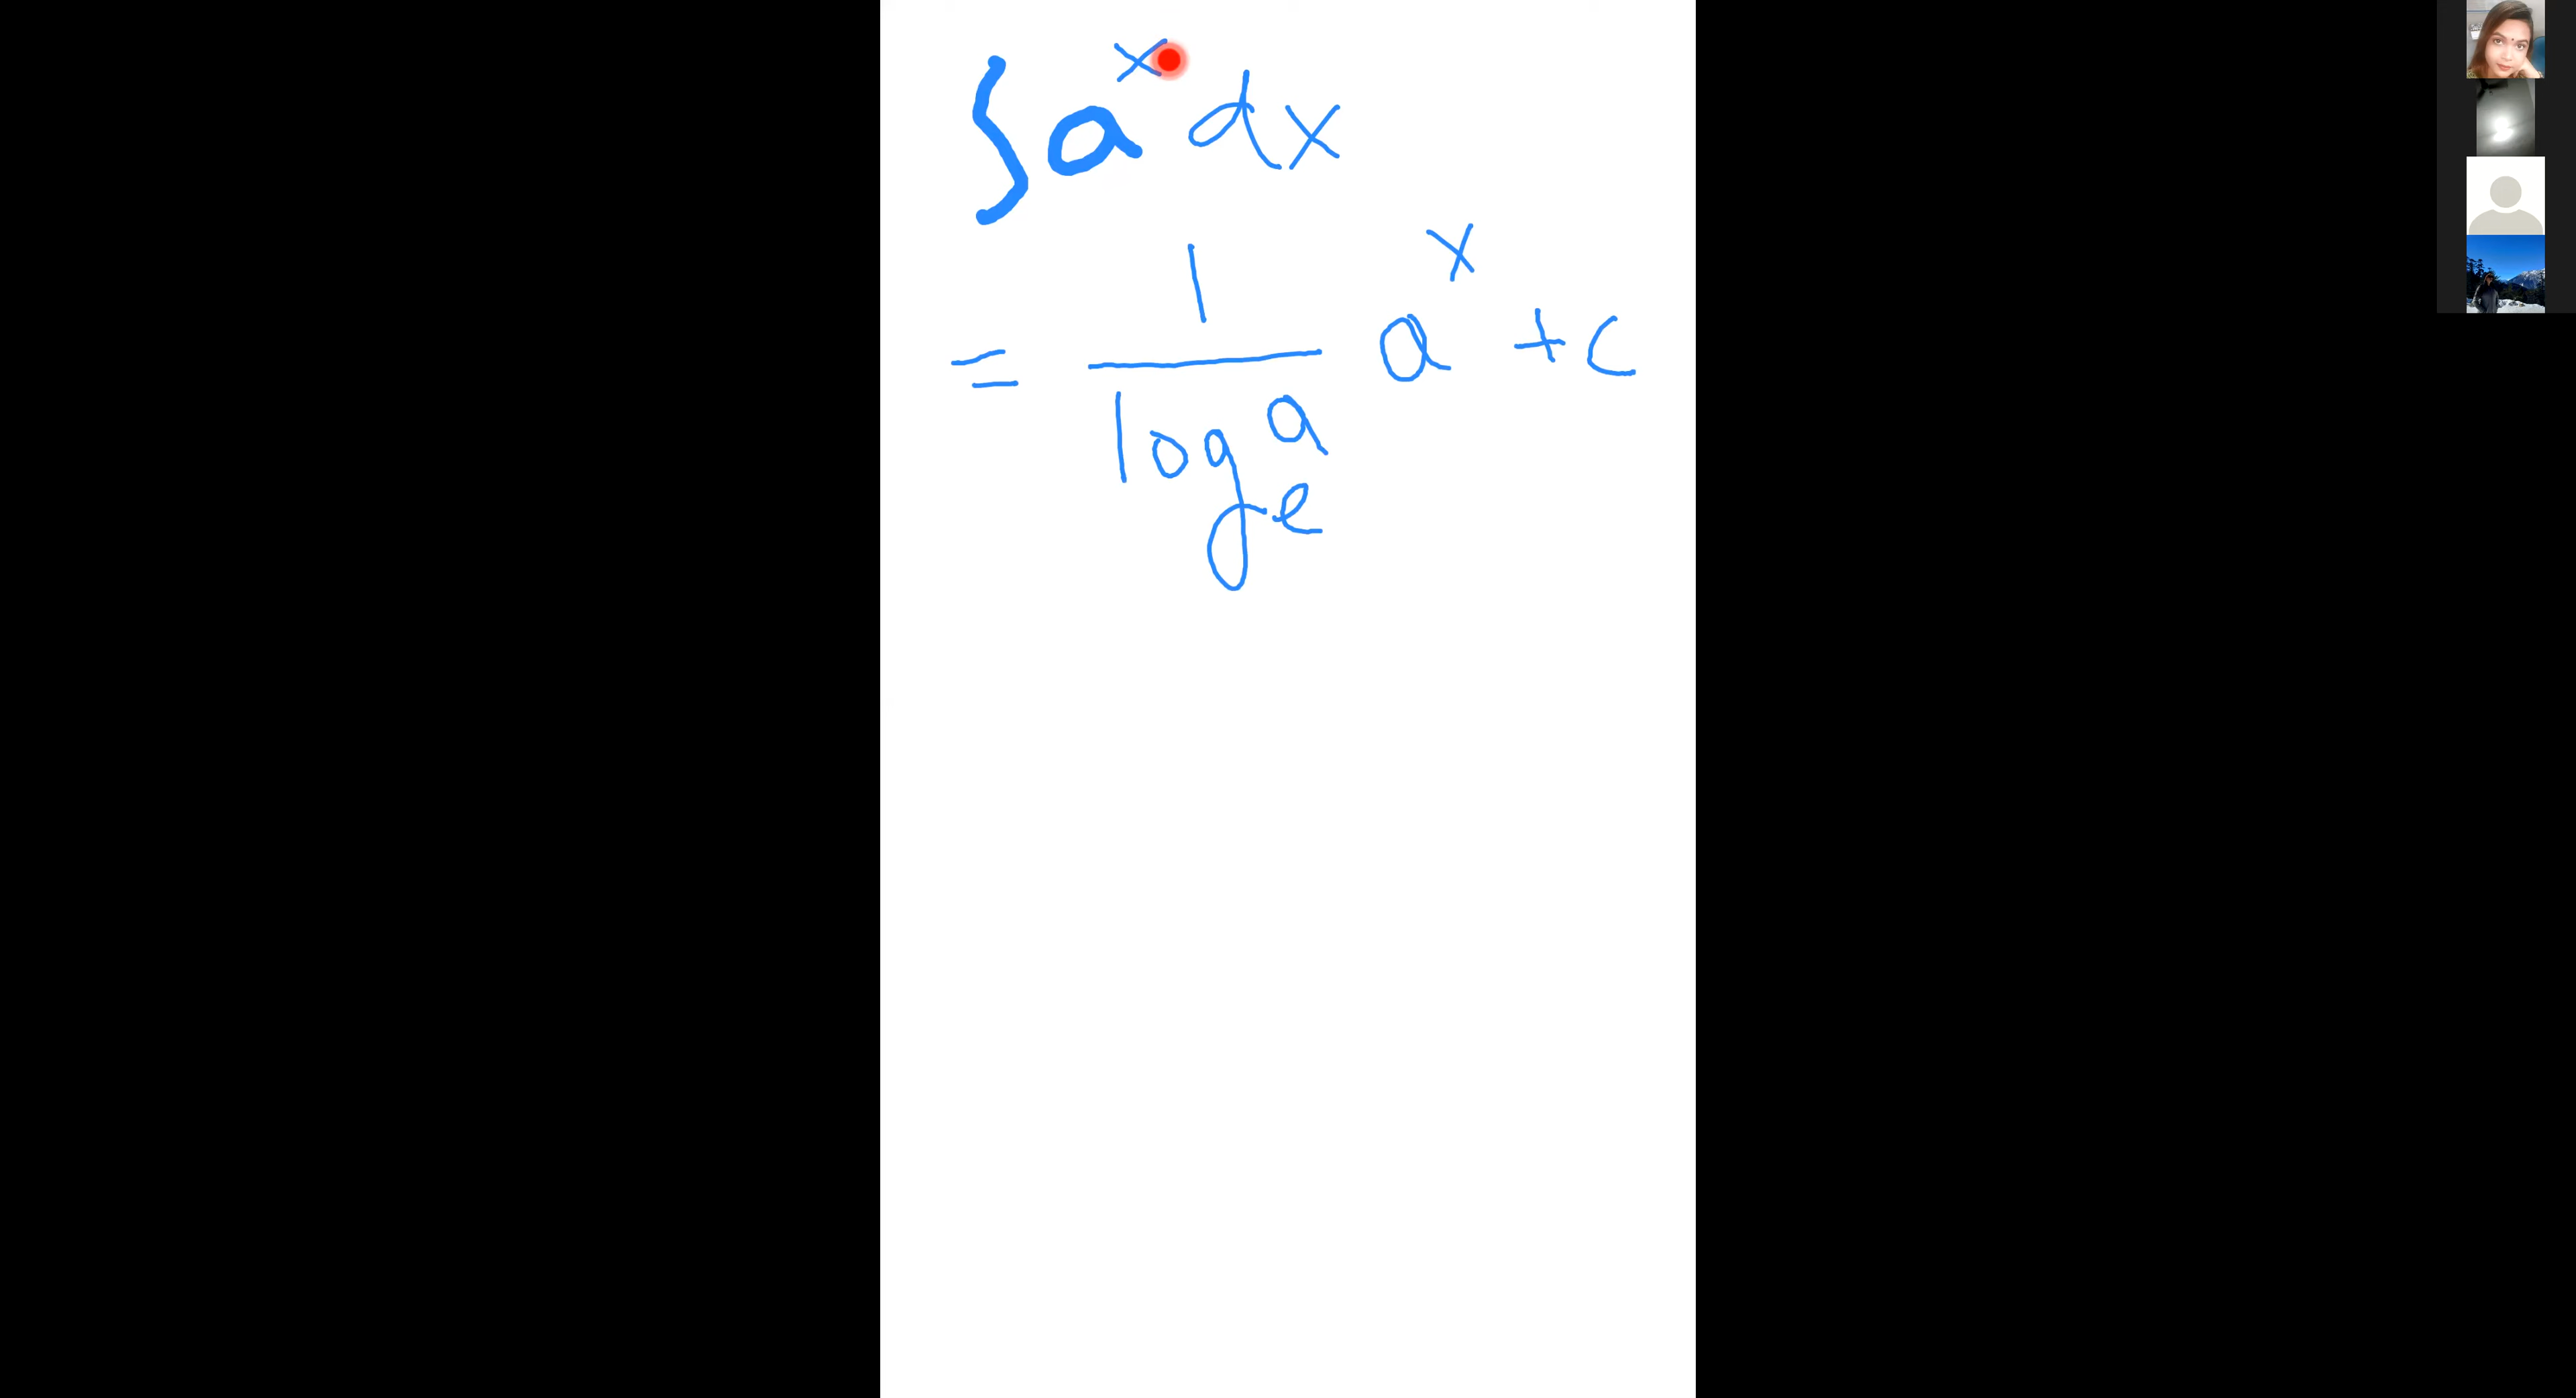 ∫ a^x dx
= 1/(log_e a) a^x + c